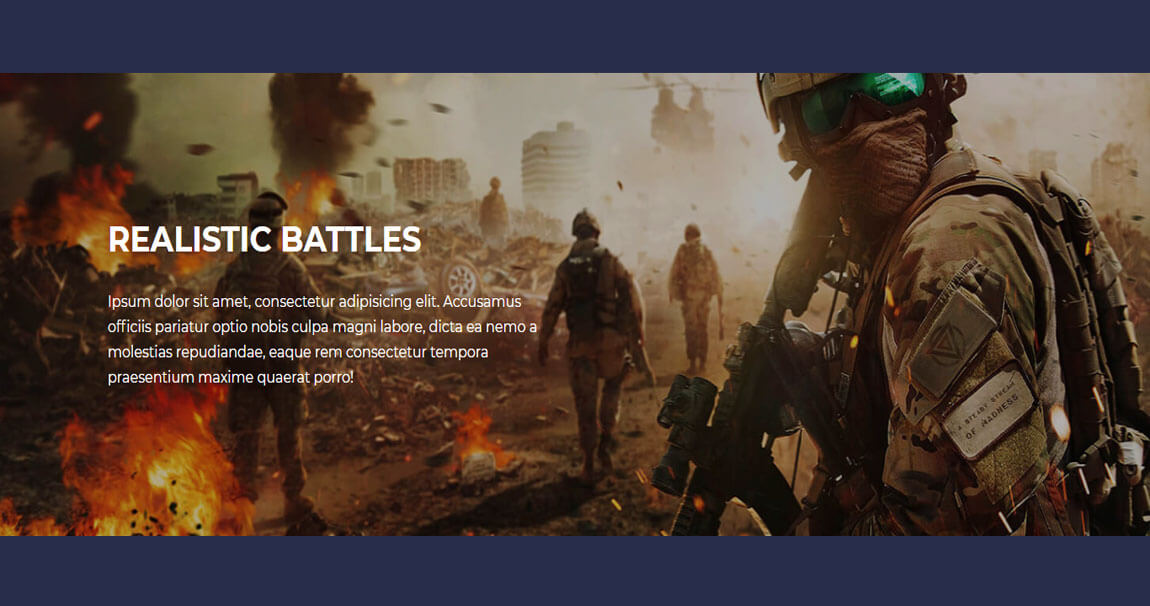 REALISTIC BATTLES
Ipsum dolor sit amet, consectetur adipisicing elit. Accusamus
officiis pariatur optio nobis culpa magni labore, dicta ea nemo a
molestias repudiandae, eaque rem consectetur tempora
praesentium maxime quaerat porro!
A STEADY STREAM
OF MADNESS